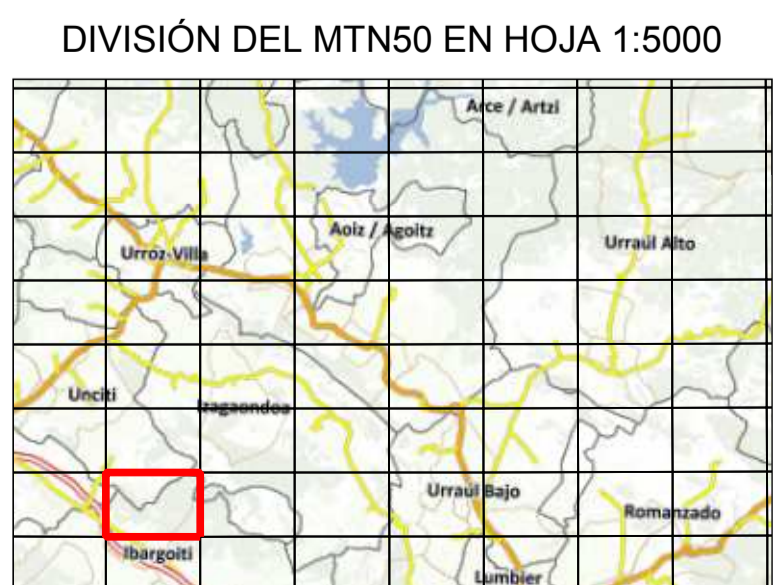 DIVISIÓN DEL MTN50 EN HOJA 1:5000
Arce / Artzi
Aoiz / Agoitz
Urraúl Alto
Urroz-Villa
Unciti
Izagaondoa
Urraúl Bajo
Romanzado
Ibargoiti
Lumbier